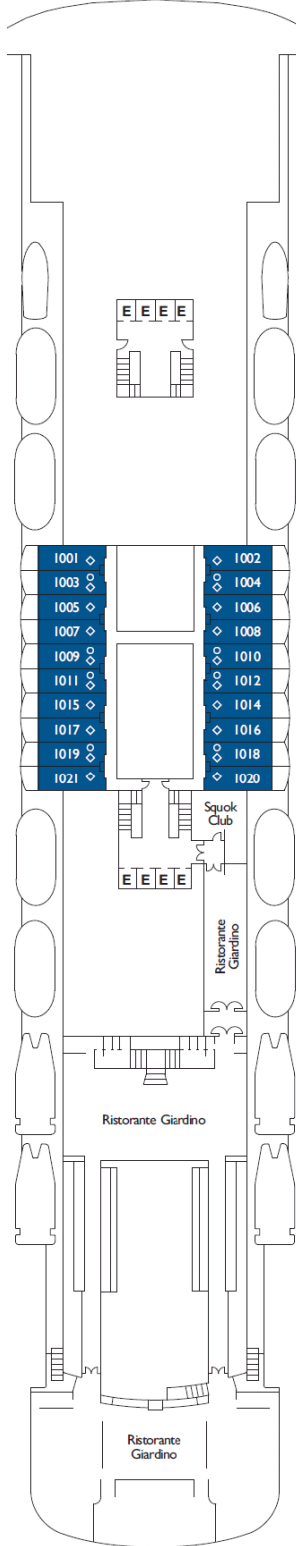 E E E E
1001 1002
1003 1004
1005 1006
1007 1008
1009 1010
1011 1012
1015 1014
1017 1016
1019 1018
1021 1020
Squok
Club
E E E E
Ristorante
Giardino
Ristorante Giardino
Ristorante
Giardino